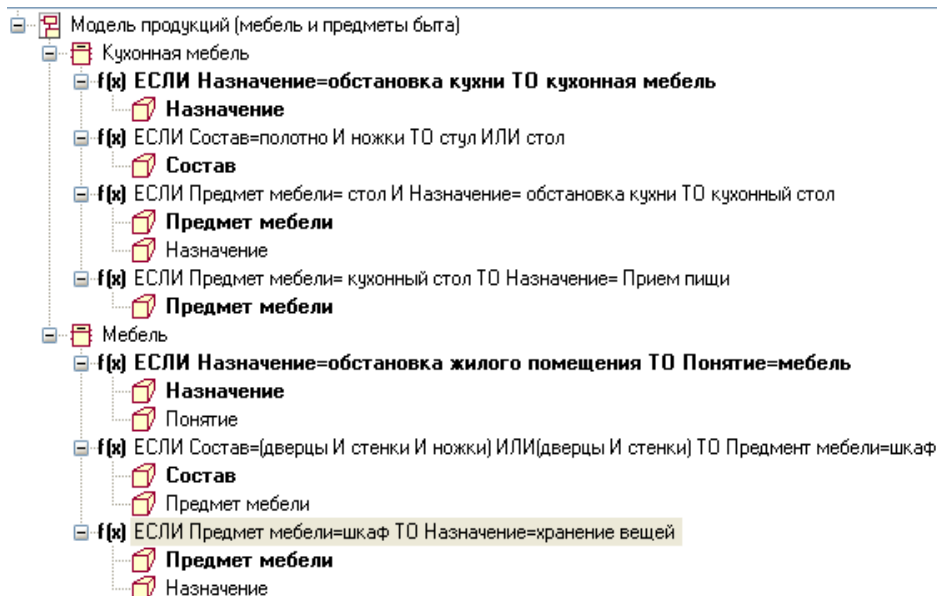 Модель продукций (мебель и предметы быта)
Кухонная мебель
f(x) ЕСЛИ Назначение=обстановка кухни ТО кухонная мебель
Назначение
f(x) ЕСЛИ Состав=полотно И ножки ТО стул ИЛИ стол
Состав
f(x) ЕСЛИ Предмет мебели= стол И Назначение= обстановка кухни ТО кухонный стол
Предмет мебели
Назначение
f(x) ЕСЛИ Предмет мебели= кухонный стол ТО Назначение= Прием пищи
Предмет мебели
Мебель
f(x) ЕСЛИ Назначение=обстановка жилого помещения ТО Понятие=мебель
Назначение
Понятие
f(x) ЕСЛИ Состав=(дверцы И стенки И ножки) ИЛИ(дверцы И стенки) ТО Предмент мебели=шкаф
Состав
Предмет мебели
f(x) ЕСЛИ Предмет мебели=шкаф ТО Назначение=хранение вещей
Предмет мебели
Назначение